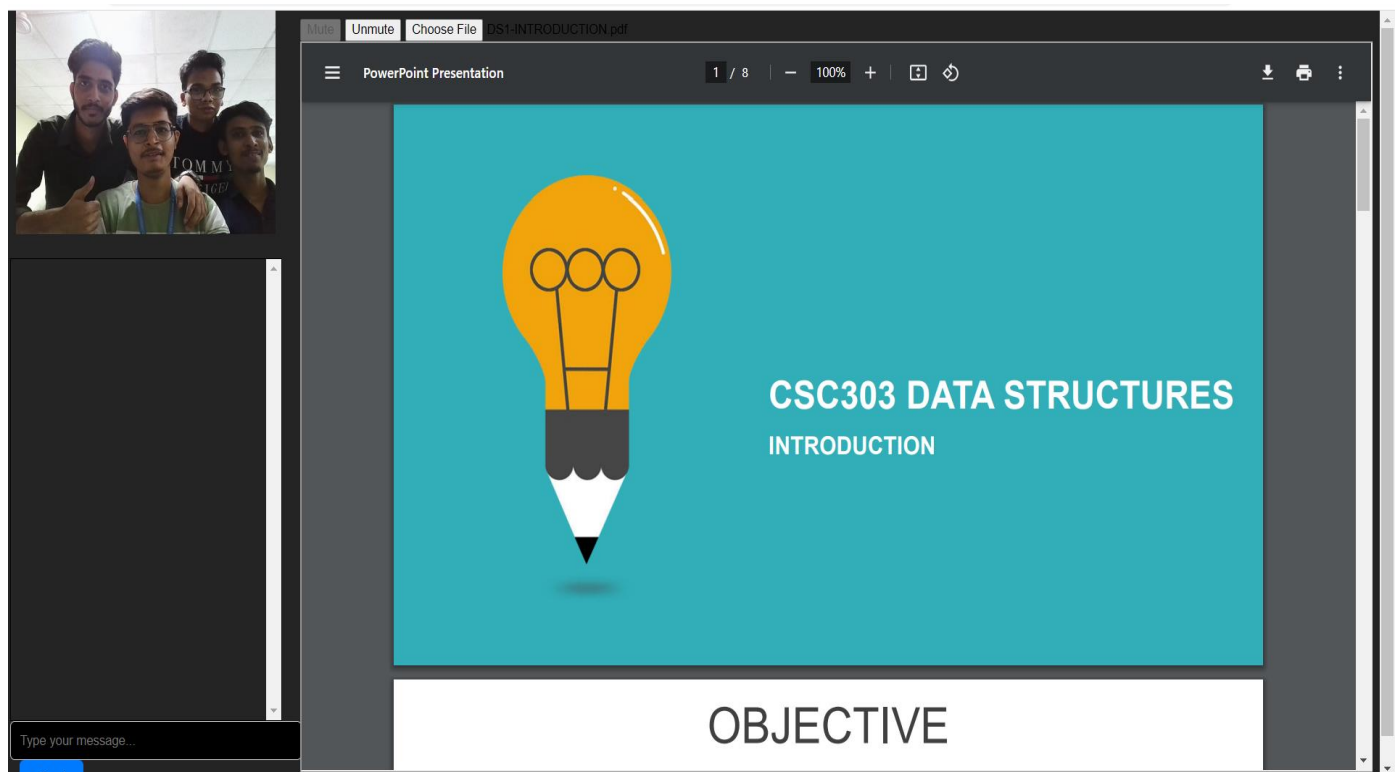 Mute Unmute Choose File DS1-INTRODUCTION.pdf
PowerPoint Presentation 1 / 8 100%
TOMMY
CSC303 DATA STRUCTURES
INTRODUCTION
OBJECTIVE
Type your message...